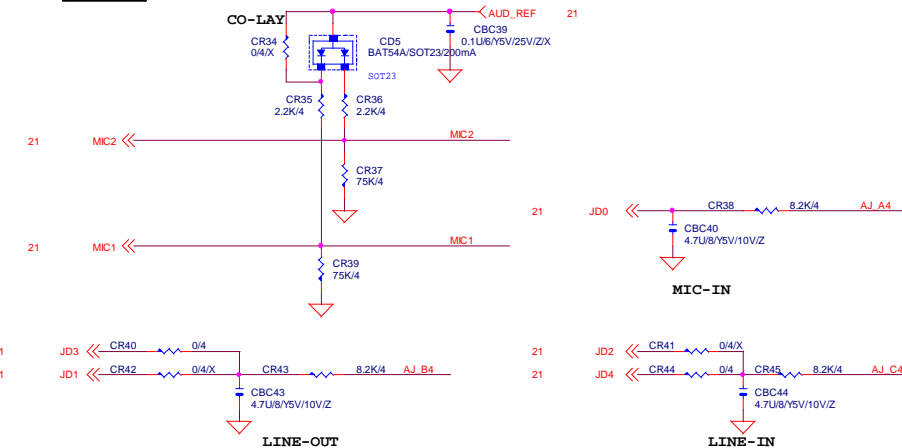 CO-LAY
AUD_REF 21
CR34
0/4/X
CD5
BAT54A/SOT23/200mA
SOT23
CBC39
0.1U/6/Y5V/25V/Z/X
CR35
2.2K/4
CR36
2.2K/4
21 MIC2 MIC2
CR37
75K/4
21 MIC1 MIC1
CR39
75K/4
21 JD0 CR38 8.2K/4 AJ_A4
CBC40
4.7U/8/Y5V/10V/Z
MIC-IN
1 JD3 CR40 0/4
1 JD1 CR42 0/4/X CR43 8.2K/4 AJ_B4
CBC43
4.7U/8/Y5V/10V/Z
LINE-OUT
21 JD2 CR41 0/4/X
21 JD4 CR44 0/4 CR45 8.2K/4 AJ_C4
CBC44
4.7U/8/Y5V/10V/Z
LINE-IN